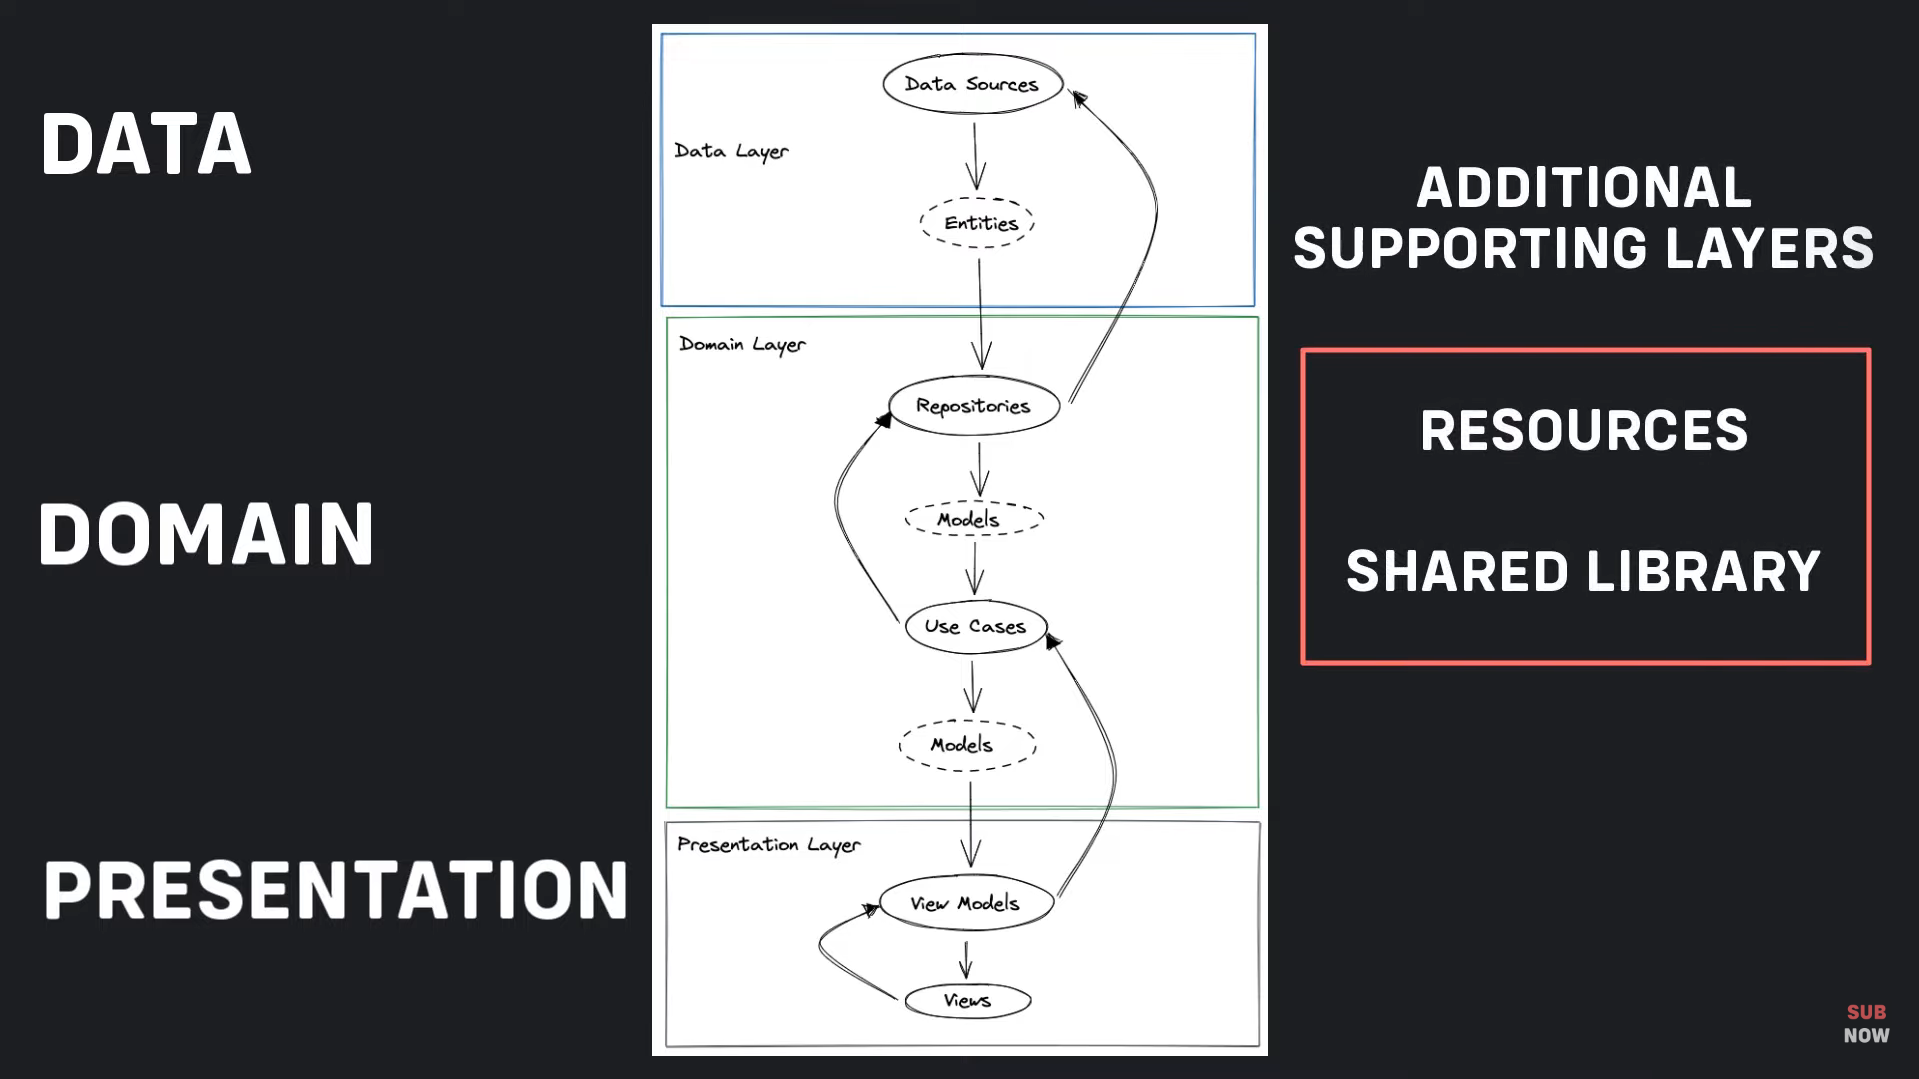 DATA
DOMAIN
PRESENTATION
Data Sources
Data Layer
Entities
Domain Layer
Repositories
Models
Use Cases
Models
Presentation Layer
View Models
Views
ADDITIONAL
SUPPORTING LAYERS
RESOURCES
SHARED LIBRARY
SUB
NOW